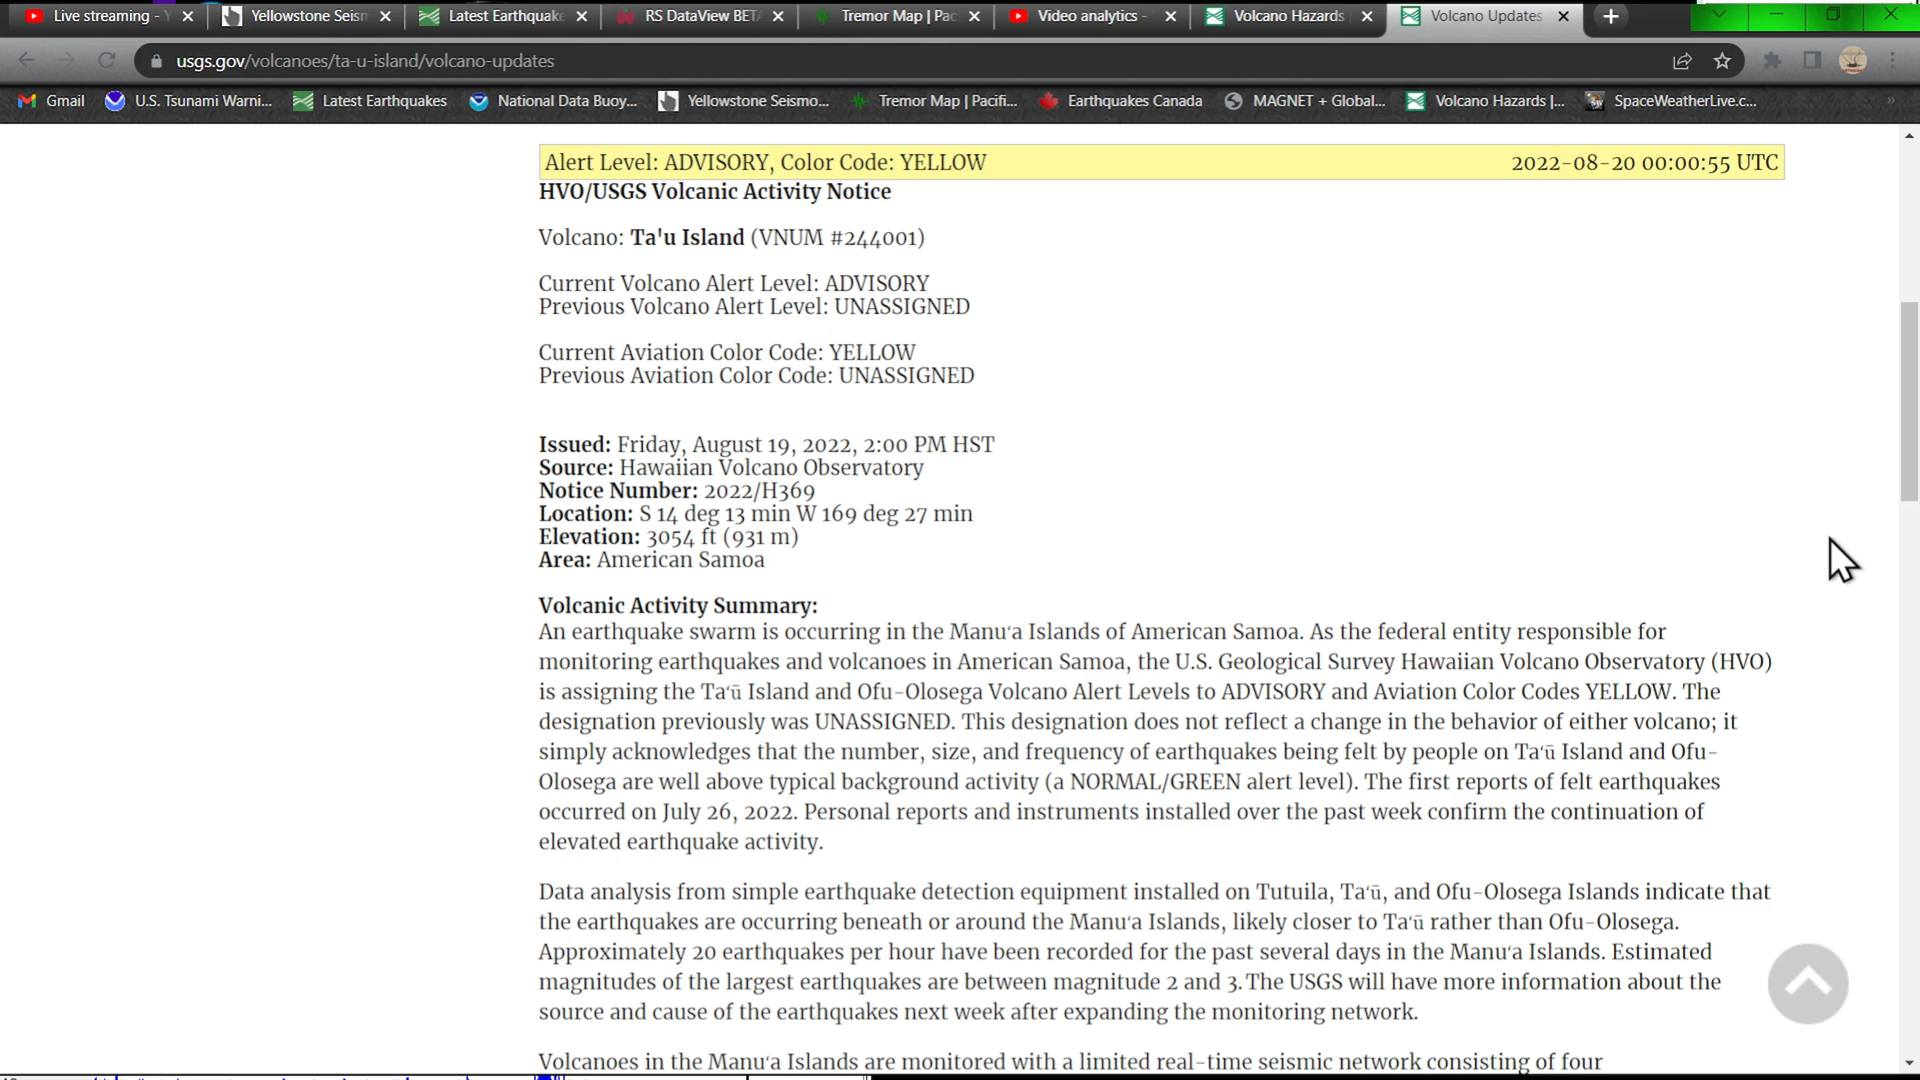 Live streaming - Y
Yellowstone Seism
Latest Earthquake
RS DataView BETA
Tremor Map | Pac
Video analytics -
Volcano Hazards
Volcano Updates
usgs.gov/volcanoes/ta-u-island/volcano-updates
Gmail
U.S. Tsunami Warni...
Latest Earthquakes
National Data Buoy...
Yellowstone Seismo...
Tremor Map | Pacifi...
Earthquakes Canada
MAGNET + Global...
Volcano Hazards |...
SpaceWeatherLive.c...
Alert Level: ADVISORY, Color Code: YELLOW 2022-08-20 00:00:55 UTC
HVO/USGS Volcanic Activity Notice
Volcano: Ta'u Island (VNUM #244001)
Current Volcano Alert Level: ADVISORY
Previous Volcano Alert Level: UNASSIGNED
Current Aviation Color Code: YELLOW
Previous Aviation Color Code: UNASSIGNED
Issued: Friday, August 19, 2022, 2:00 PM HST
Source: Hawaiian Volcano Observatory
Notice Number: 2022/H369
Location: S 14 deg 13 min W 169 deg 27 min
Elevation: 3054 ft (931 m)
Area: American Samoa
Volcanic Activity Summary:
An earthquake swarm is occurring in the Manuʻa Islands of American Samoa. As the federal entity responsible for
monitoring earthquakes and volcanoes in American Samoa, the U.S. Geological Survey Hawaiian Volcano Observatory (HVO)
is assigning the Taʻū Island and Ofu-Olosega Volcano Alert Levels to ADVISORY and Aviation Color Codes YELLOW. The
designation previously was UNASSIGNED. This designation does not reflect a change in the behavior of either volcano; it
simply acknowledges that the number, size, and frequency of earthquakes being felt by people on Taʻū Island and Ofu-
Olosega are well above typical background activity (a NORMAL/GREEN alert level). The first reports of felt earthquakes
occurred on July 26, 2022. Personal reports and instruments installed over the past week confirm the continuation of
elevated earthquake activity.
Data analysis from simple earthquake detection equipment installed on Tutuila, Taʻū, and Ofu-Olosega Islands indicate that
the earthquakes are occurring beneath or around the Manuʻa Islands, likely closer to Taʻū rather than Ofu-Olosega.
Approximately 20 earthquakes per hour have been recorded for the past several days in the Manuʻa Islands. Estimated
magnitudes of the largest earthquakes are between magnitude 2 and 3. The USGS will have more information about the
source and cause of the earthquakes next week after expanding the monitoring network.
Volcanoes in the Manuʻa Islands are monitored with a limited real-time seismic network consisting of four